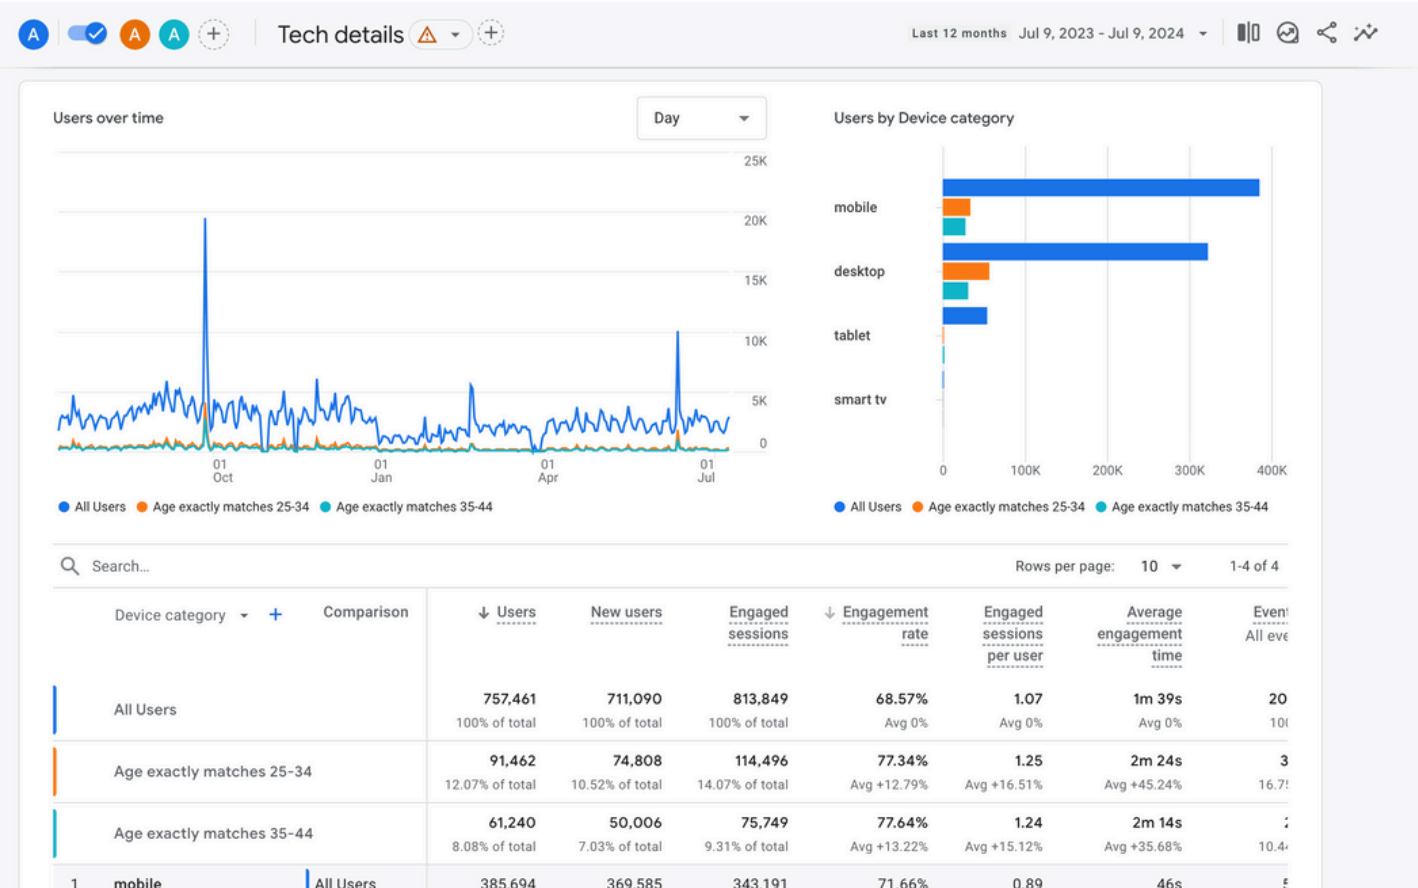 A A A Tech details Last 12 months Jul 9, 2023 - Jul 9, 2024
Users over time
Day
25K
20K
15K
10K
5K
0
01 Oct
01 Jan
01 Apr
01 Jul
All Users Age exactly matches 25-34 Age exactly matches 35-44
Users by Device category
mobile
desktop
tablet
smart tv
0 100K 200K 300K 400K
All Users Age exactly matches 25-34 Age exactly matches 35-44
Search... Rows per page: 10 1-4 of 4
Device category + Comparison ↓ Users New users Engaged sessions ↓ Engagement rate Engaged sessions per user Average engagement time Event All eve
All Users 757,461 711,090 813,849 68.57% 1.07 1m 39s 20
100% of total 100% of total 100% of total Avg 0% Avg 0% Avg 0% 100
Age exactly matches 25-34 91,462 74,808 114,496 77.34% 1.25 2m 24s 3
12.07% of total 10.52% of total 14.07% of total Avg +12.79% Avg +16.51% Avg +45.24% 16.7
Age exactly matches 35-44 61,240 50,006 75,749 77.64% 1.24 2m 14s
8.08% of total 7.03% of total 9.31% of total Avg +13.22% Avg +15.12% Avg +35.68% 10.4
1 mobile All Users 385,694 369,585 343,191 71.66% 0.89 46s